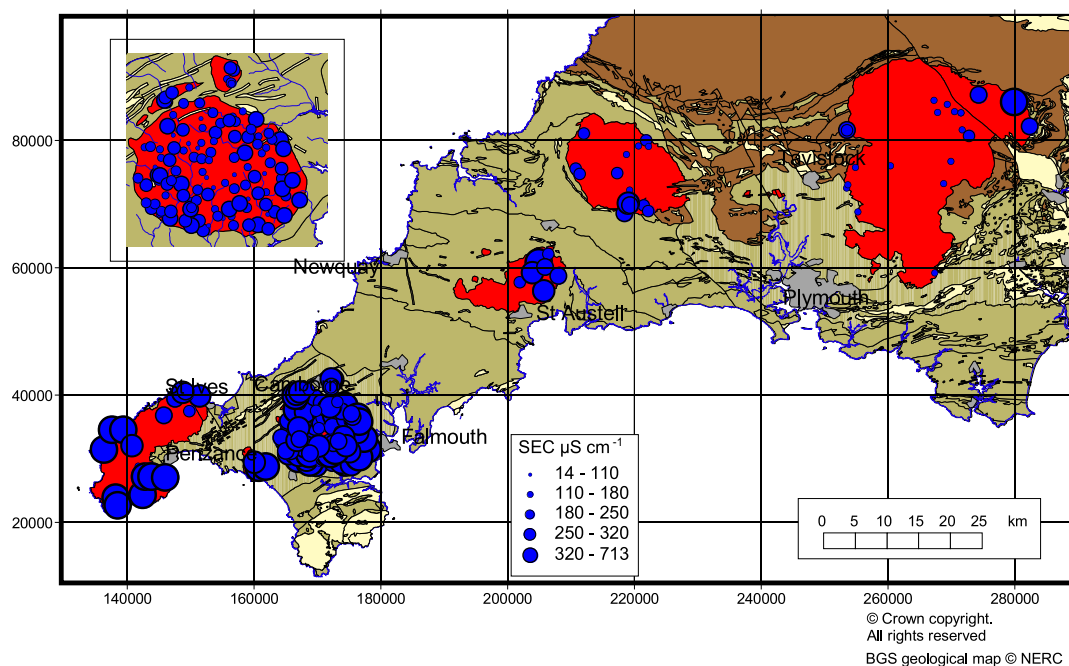 80000
60000
40000
20000
Tavistock
Newquay
Plymouth
St Austell
St Ives
Camborne
Falmouth
Penzance
SEC µS cm⁻¹
14 - 110
110 - 180
180 - 250
250 - 320
320 - 713
0 5 10 15 20 25 km
140000 160000 180000 200000 220000 240000 260000 280000
© Crown copyright.
All rights reserved
BGS geological map © NERC